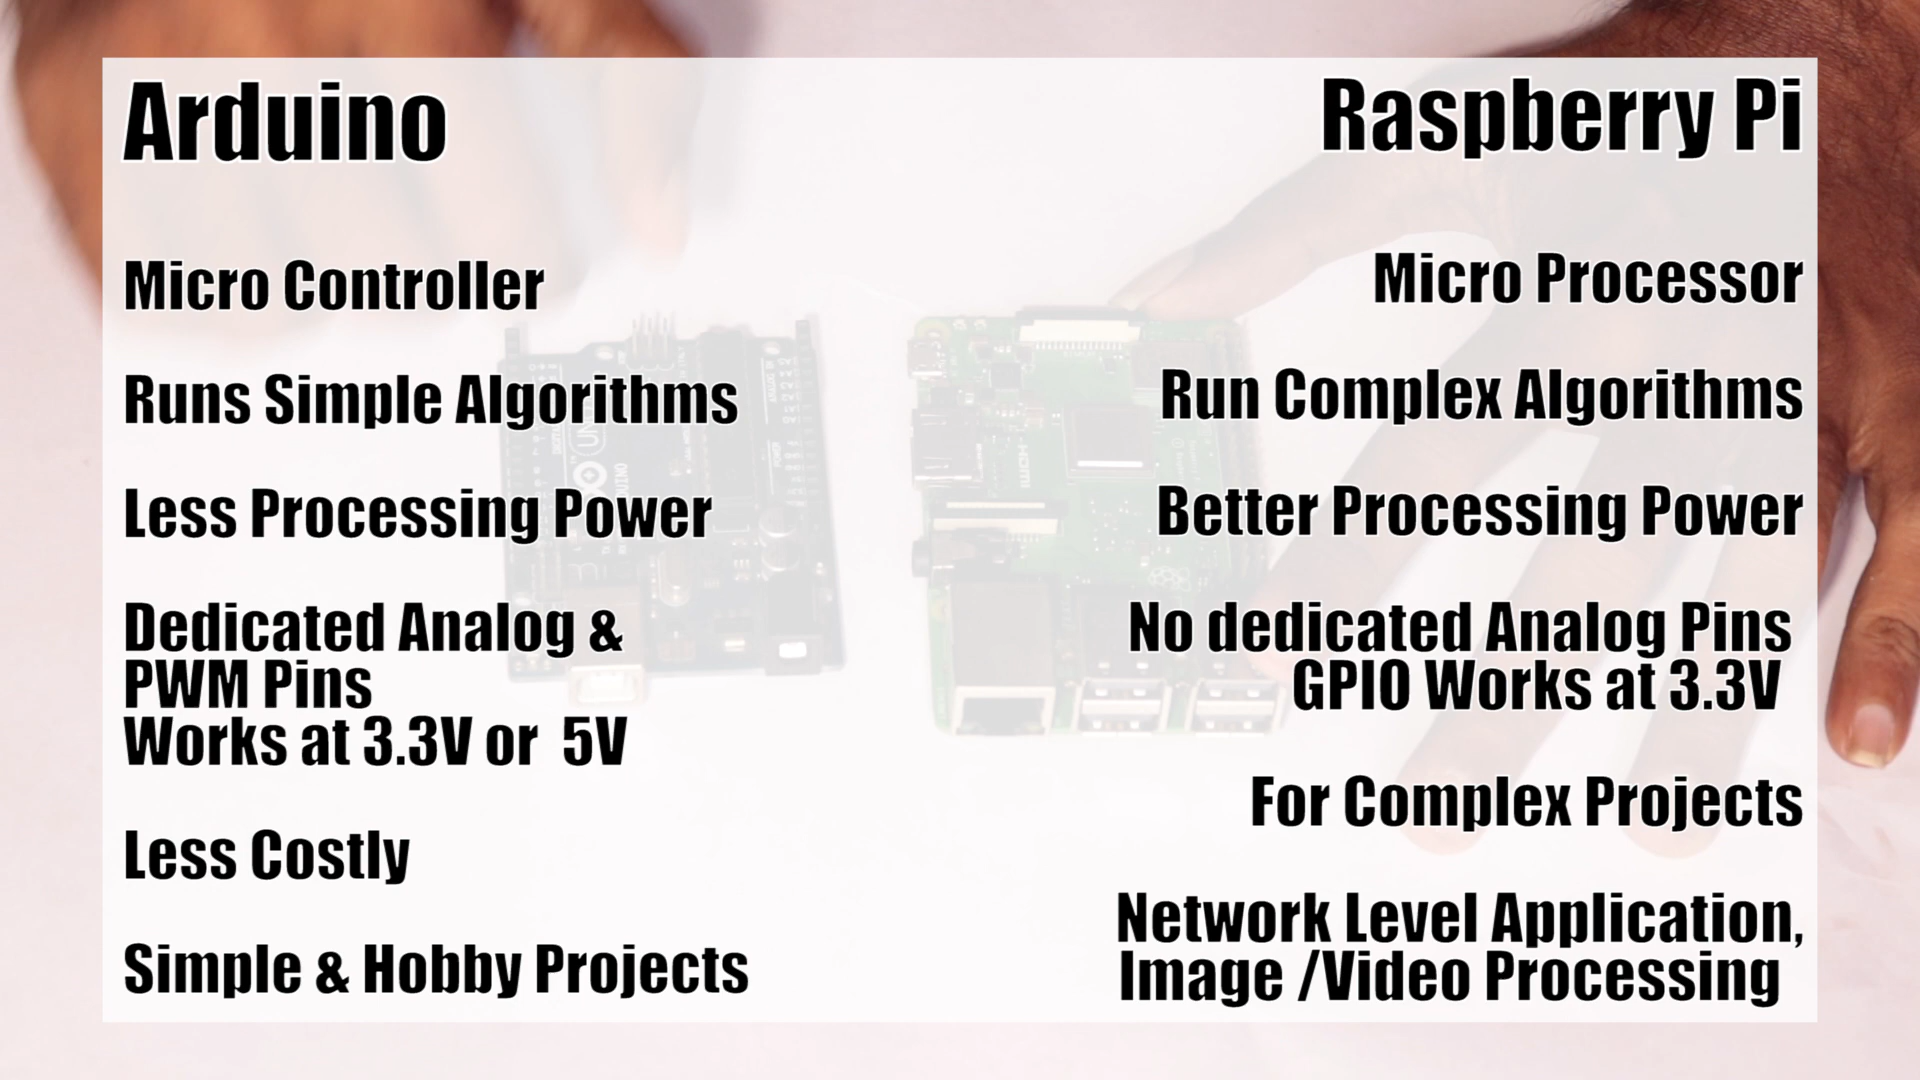 Arduino
Micro Controller
Runs Simple Algorithms
Less Processing Power
Dedicated Analog &
PWM Pins
Works at 3.3V or 5V
Less Costly
Simple & Hobby Projects
Raspberry Pi
Micro Processor
Run Complex Algorithms
Better Processing Power
No dedicated Analog Pins
GPIO Works at 3.3V
For Complex Projects
Network Level Application,
Image /Video Processing
HDMI